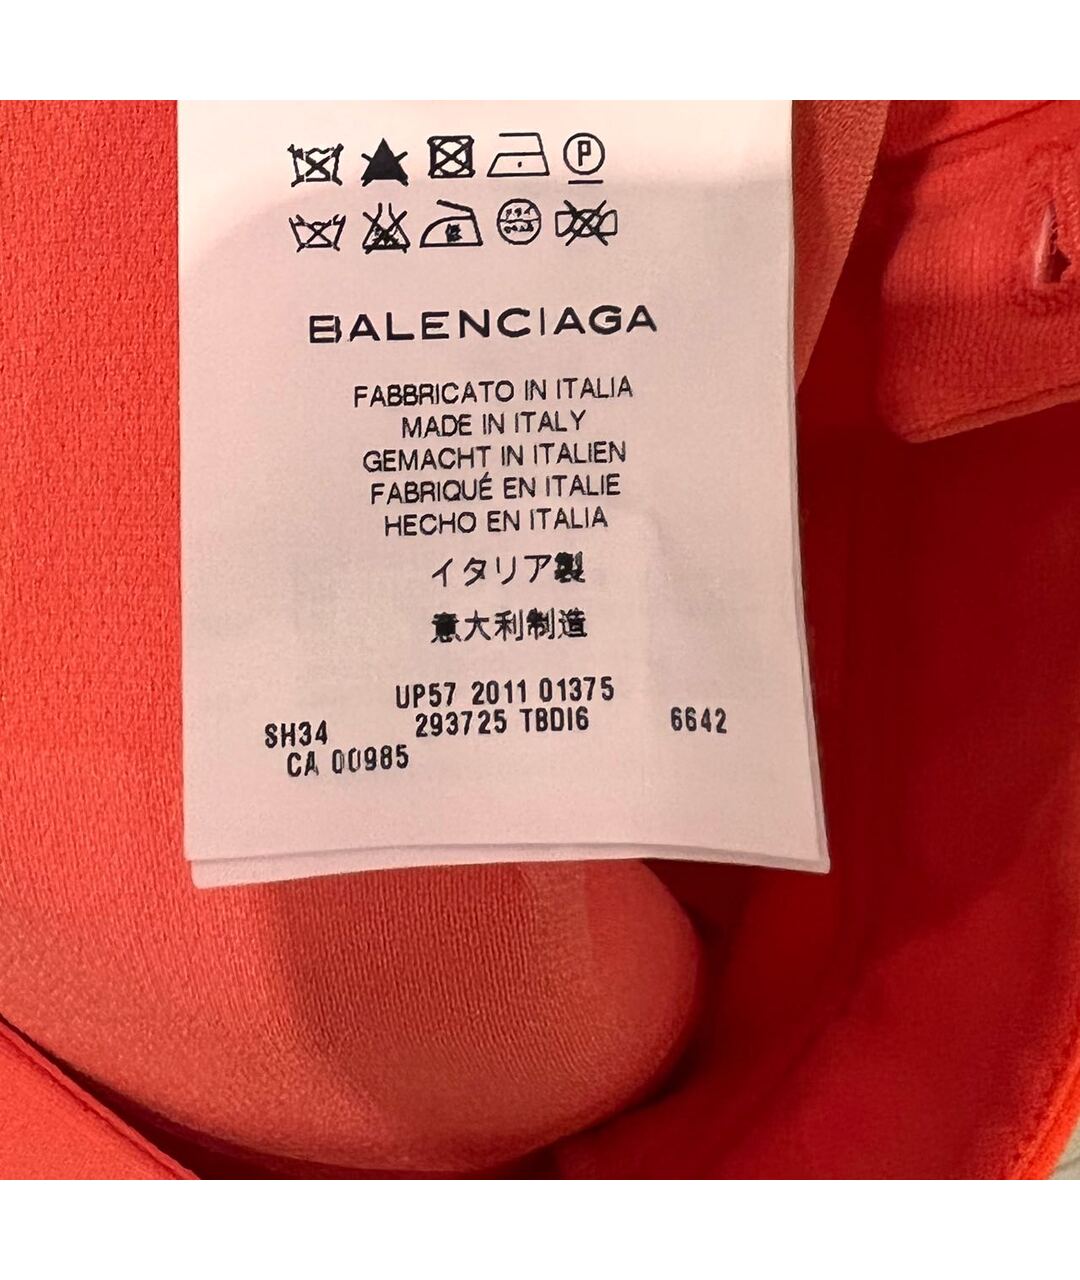 P
BALENCIAGA
FABBRICATO IN ITALIA
MADE IN ITALY
GEMACHT IN ITALIEN
FABRIQUÉ EN ITALIE
HECHO EN ITALIA
イタリア製
意大利制造
UP57 2011 01375
SH34 293725 TBDI6 6642
CA 00985